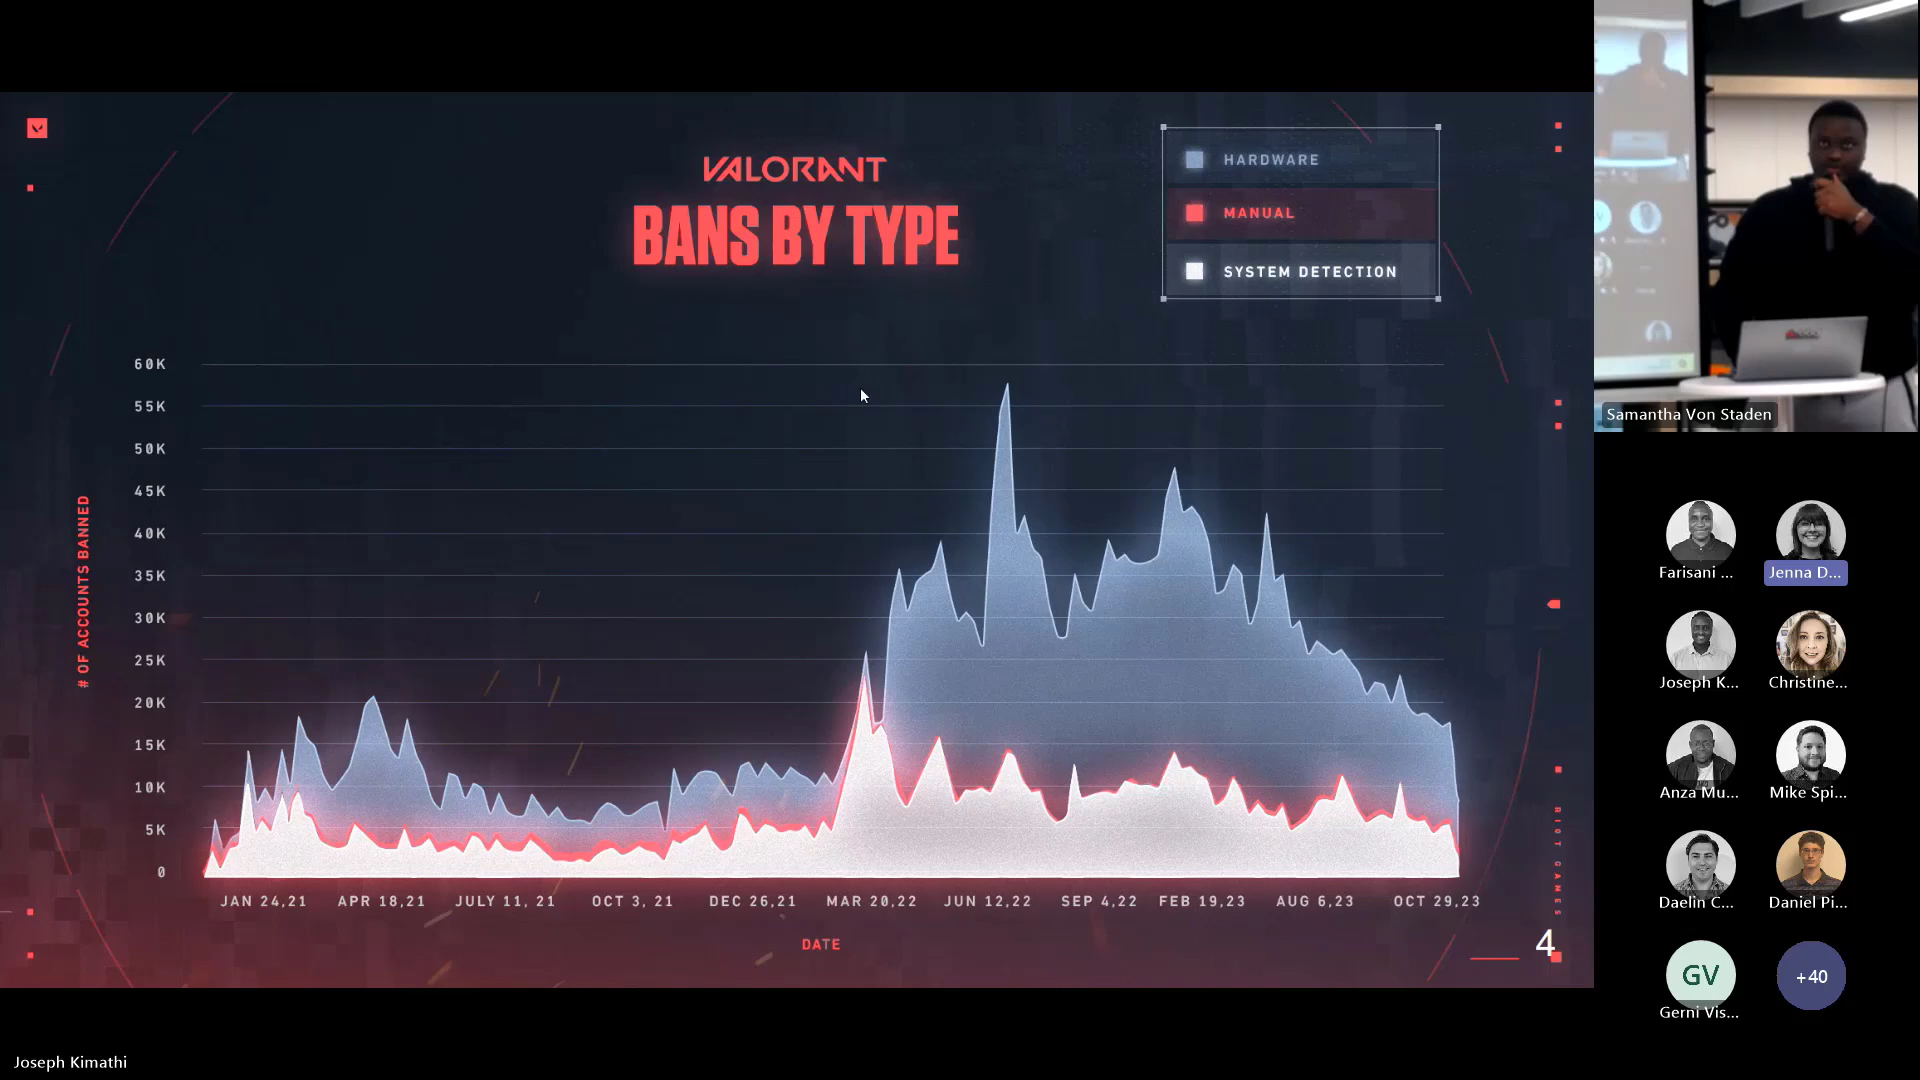 VALORANT
BANS BY TYPE
HARDWARE
MANUAL
SYSTEM DETECTION
# OF ACCOUNTS BANNED
60K
55K
50K
45K
40K
35K
30K
25K
20K
15K
10K
5K
0
JAN 24,21 APR 18,21 JULY 11, 21 OCT 3, 21 DEC 26,21 MAR 20,22 JUN 12,22 SEP 4,22 FEB 19,23 AUG 6,23 OCT 29,23
DATE
RIOT GAMES
4
Samantha Von Staden
Farisani ... Jenna D...
Joseph K... Christine...
Anza Mu... Mike Spi...
Daelin C... Daniel Pi...
GV +40
Gerni Vis...
Joseph Kimathi